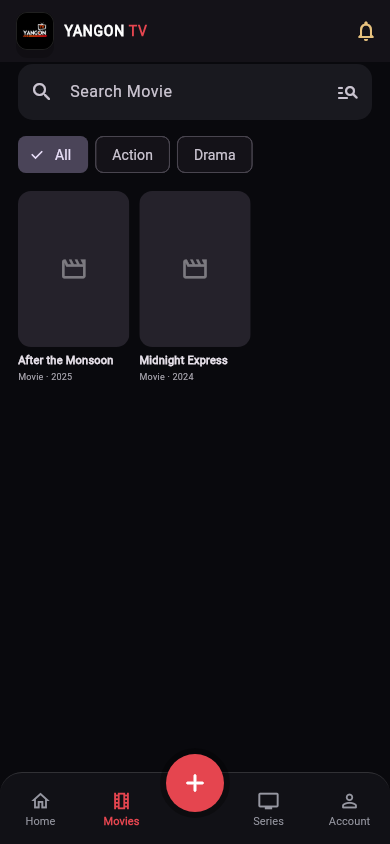 YANGON
YANGON TV
Search Movie
All
Action
Drama
After the Monsoon
Movie · 2025
Midnight Express
Movie · 2024
Home
Movies
Series
Account